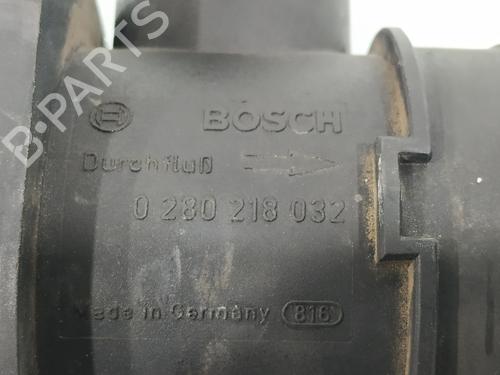 BOSCH
Durchfluß
0 280 218 032
Made in Germany 816
B-PARTS